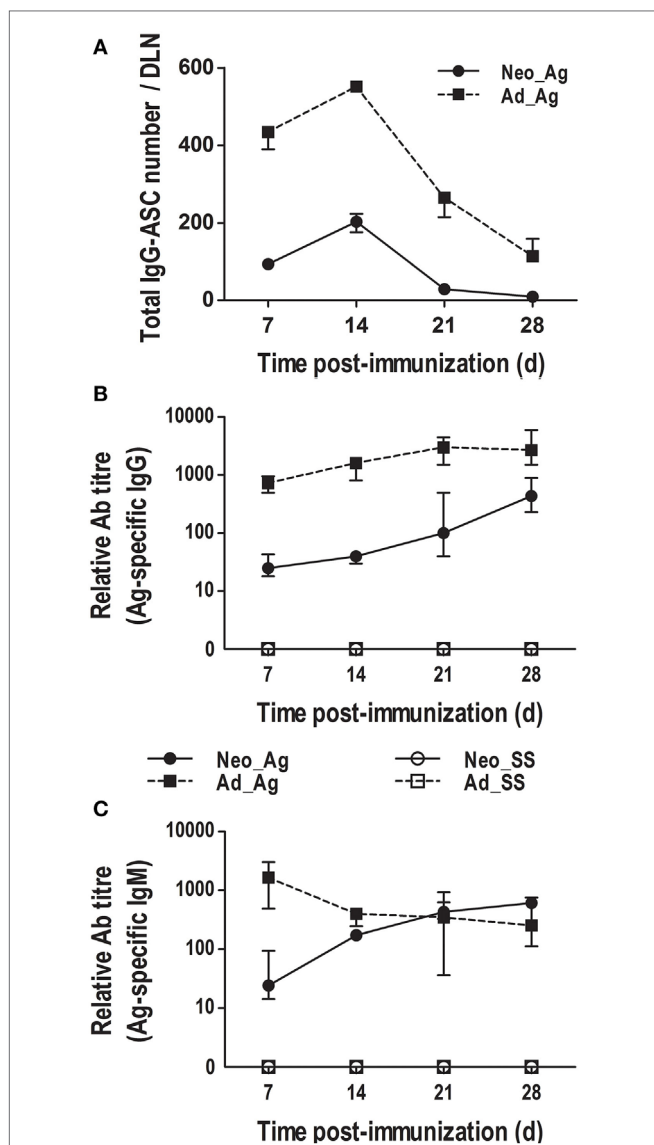 A
Total IgG-ASC number / DLN
600
400
200
0
Neo_Ag
Ad_Ag
7 14 21 28
Time post-immunization (d)
B
Relative Ab titre
(Ag-specific IgG)
10000
1000
100
10
0
7 14 21 28
Time post-immunization (d)
Neo_Ag Neo_SS
Ad_Ag Ad_SS
C
Relative Ab titre
(Ag-specific IgM)
10000
1000
100
10
0
7 14 21 28
Time post-immunization (d)